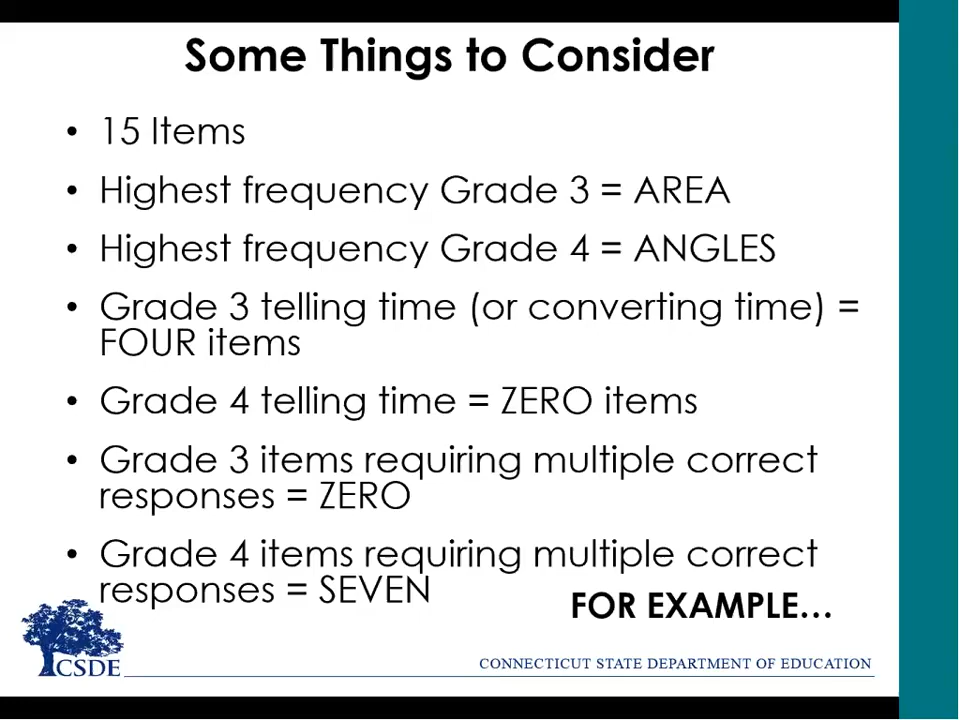 Some Things to Consider
• 15 Items
• Highest frequency Grade 3 = AREA
• Highest frequency Grade 4 = ANGLES
• Grade 3 telling time (or converting time) =
FOUR items
• Grade 4 telling time = ZERO items
• Grade 3 items requiring multiple correct
responses = ZERO
• Grade 4 items requiring multiple correct
responses = SEVEN
FOR EXAMPLE…
CSDE
CONNECTICUT STATE DEPARTMENT OF EDUCATION